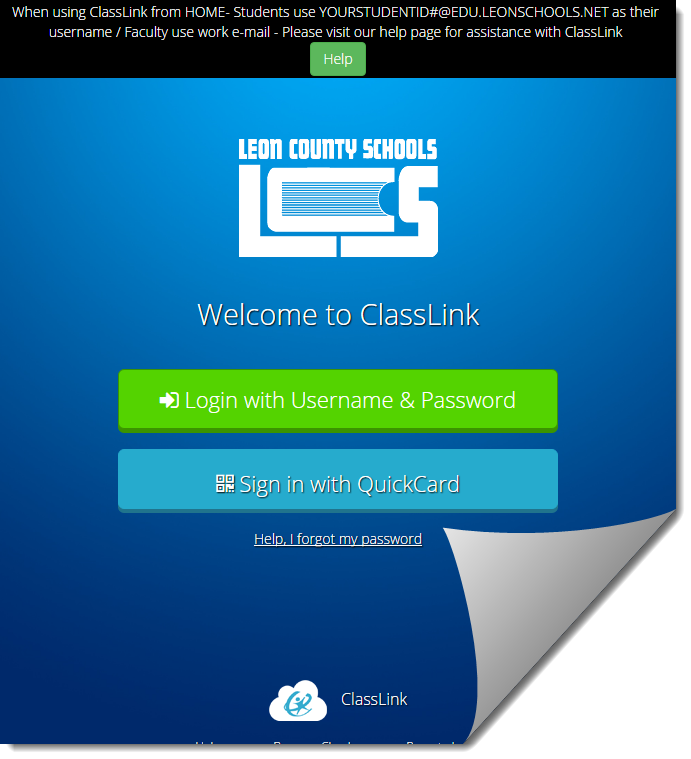 When using ClassLink from HOME- Students use YOURSTUDENTID#@EDU.LEONSCHOOLS.NET as their
username / Faculty use work e-mail - Please visit our help page for assistance with ClassLink
Help
LEON COUNTY SCHOOLS
LCS
Welcome to ClassLink
Login with Username & Password
Sign in with QuickCard
Help, I forgot my password
ClassLink